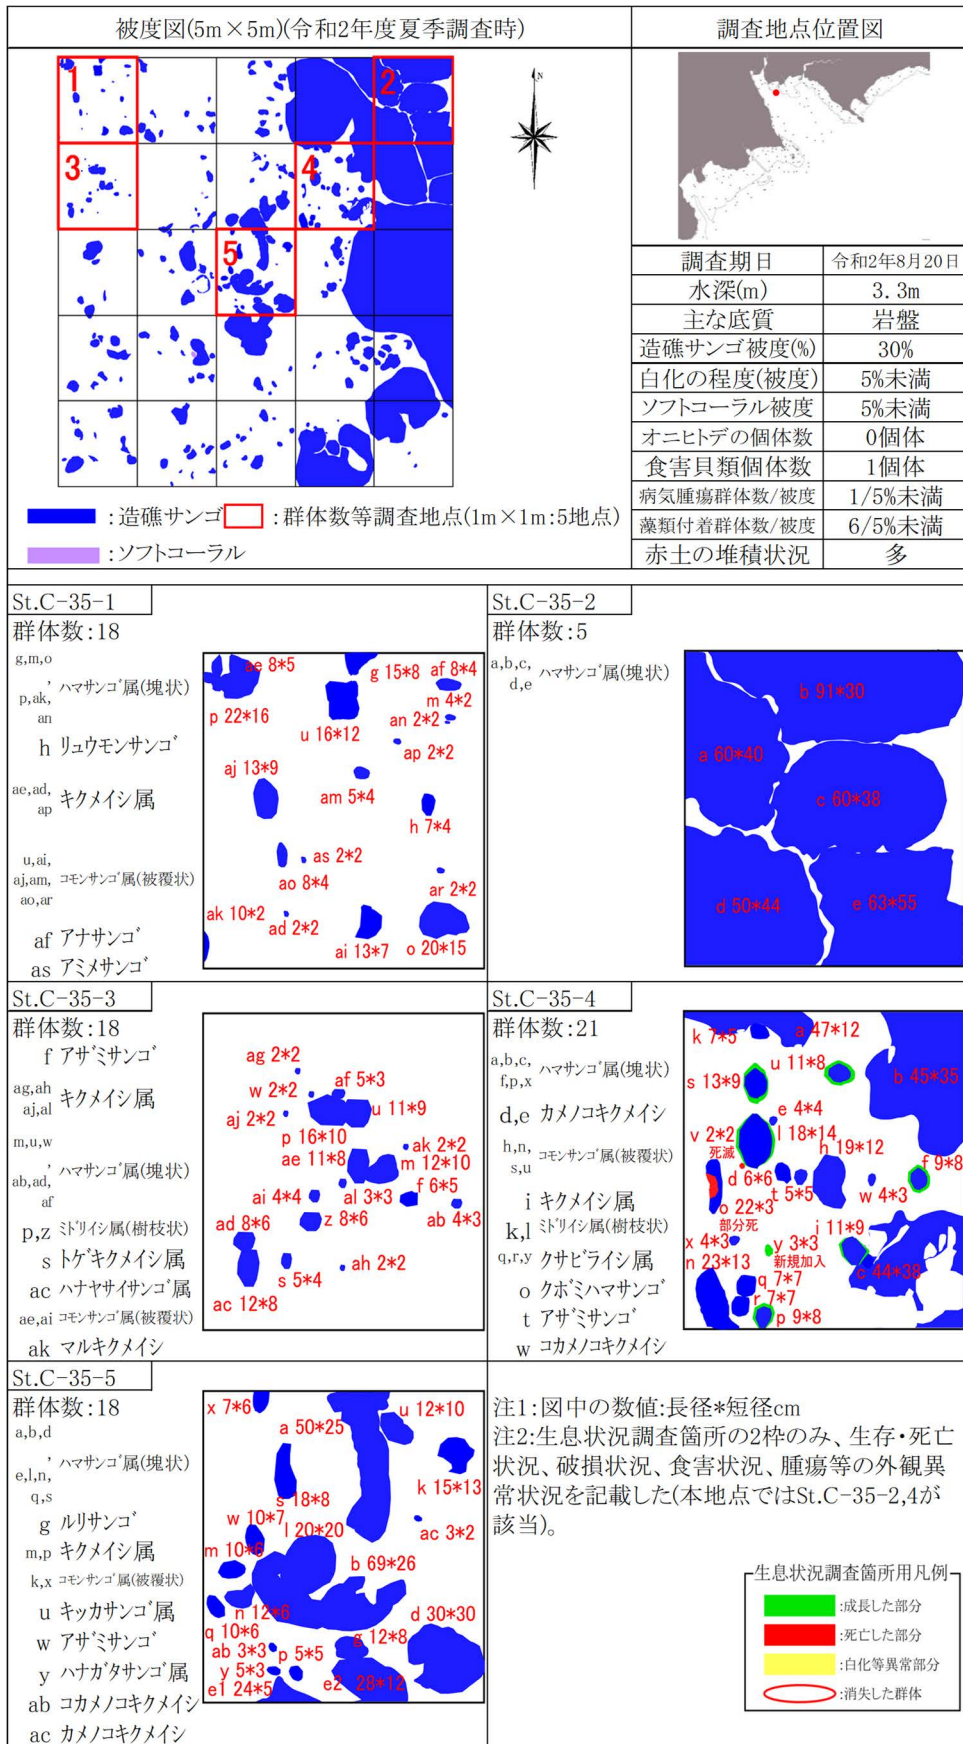 被度図(5m×5m)(令和2年度夏季調査時)
調査地点位置図
1
2
3
4
5
N
調査期日 令和2年8月20日
水深(m) 3.3m
主な底質 岩盤
造礁サンゴ被度(%) 30%
白化の程度(被度) 5%未満
ソフトコーラル被度 5%未満
オニヒトデの個体数 0個体
食害貝類個体数 1個体
病気腫瘍群体数/被度 1/5%未満
藻類付着群体数/被度 6/5%未満
赤土の堆積状況 多
:造礁サンゴ :群体数等調査地点(1m×1m:5地点)
:ソフトコーラル
St.C-35-1
群体数:18
g,m,o
,
p,ak,
an
ハマサンゴ属(塊状)
h リュウモンサンゴ
ae,ad,
ap
キクメイシ属
u,ai,
aj,am,
ao,ar
コモンサンゴ属(被覆状)
af アナサンゴ
as アミメサンゴ
ae 8*5
g 15*8
af 8*4
m 4*2
p 22*16
an 2*2
u 16*12
ap 2*2
aj 13*9
am 5*4
h 7*4
as 2*2
ao 8*4
ar 2*2
ak 10*2
ad 2*2
ai 13*7
o 20*15
St.C-35-2
群体数:5
a,b,c,
d,e
ハマサンゴ属(塊状)
b 91*30
a 60*40
c 60*38
d 50*44
e 63*55
St.C-35-3
群体数:18
f アザミサンゴ
ag,ah
aj,al
キクメイシ属
m,u,w
,
ab,ad,
af
ハマサンゴ属(塊状)
p,z ミドリイシ属(樹枝状)
s トゲキクメイシ属
ac ハナヤサイサンゴ属
ae,ai コモンサンゴ属(被覆状)
ak マルキクメイシ
ag 2*2
w 2*2
af 5*3
aj 2*2
u 11*9
p 16*10
ae 11*8
ak 2*2
m 12*10
ai 4*4
al 3*3
f 6*5
ad 8*6
z 8*6
ab 4*3
s 5*4
ah 2*2
ac 12*8
St.C-35-4
群体数:21
a,b,c,
f,p,x
ハマサンゴ属(塊状)
d,e カメノコキクメイシ
h,n,
s,u
コモンサンゴ属(被覆状)
i キクメイシ属
k,l ミドリイシ属(樹枝状)
q,r,y クサビライシ属
o クボミハマサンゴ
t アザミサンゴ
w コカメノコキクメイシ
k 7*5
a 47*12
u 11*8
b 45*35
s 13*9
e 4*4
v 2*2
死滅
l 18*14
h 19*12
d 6*6
f 9*8
t 5*5
w 4*3
o 22*3
部分死
x 4*3
y 3*3
新規加入
i 11*9
n 23*13
c 44*38
q 7*7
r 7*7
p 9*8
St.C-35-5
群体数:18
a,b,d
,
e,l,n,
q,s
ハマサンゴ属(塊状)
g ルリサンゴ
m,p キクメイシ属
k,x コモンサンゴ属(被覆状)
u キッカサンゴ属
w アザミサンゴ
y ハナガタサンゴ属
ab コカメノコキクメイシ
ac カメノコキクメイシ
x 7*6
a 50*25
u 12*10
k 15*13
s 18*8
w 10*7
l 20*20
ac 3*2
m 10*6
b 69*26
n 12*6
d 30*30
q 10*6
g 12*8
ab 3*3
p 5*5
y 5*3
e1 24*5
e2 28*12
注1:図中の数値:長径*短径cm
注2:生息状況調査箇所の2枠のみ、生存・死亡
状況、破損状況、食害状況、腫瘍等の外観異
常状況を記載した(本地点ではSt.C-35-2,4が
該当)。
生息状況調査箇所用凡例
:成長した部分
:死亡した部分
:白化等異常部分
:消失した群体